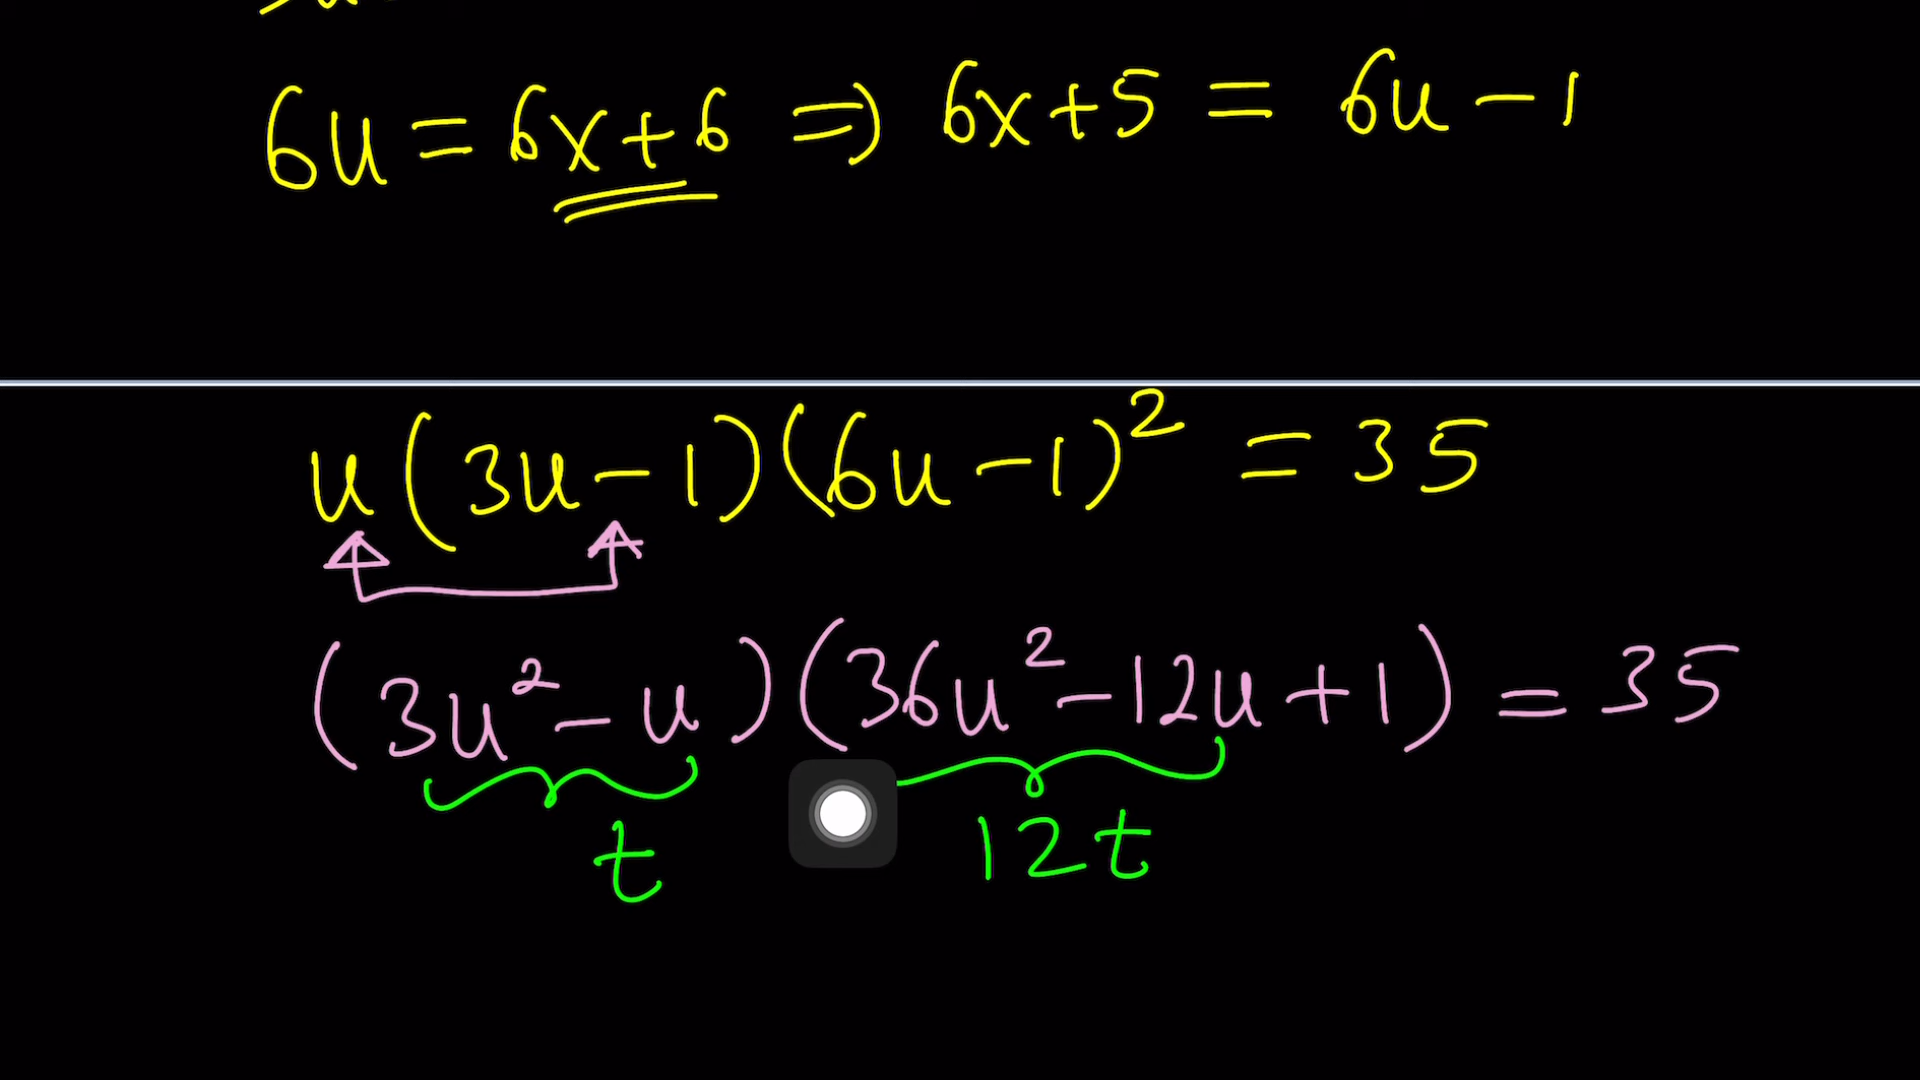 6u = 6x + 6 ⇒ 6x + 5 = 6u - 1
u(3u - 1)(6u - 1)² = 35
(3u² - u)(36u² - 12u + 1) = 35
t 12t